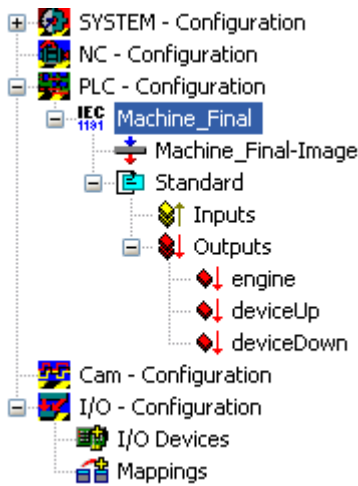 SYSTEM - Configuration
NC - Configuration
PLC - Configuration
IEC 1131 Machine_Final
Machine_Final-Image
Standard
Inputs
Outputs
engine
deviceUp
deviceDown
Cam - Configuration
I/O - Configuration
I/O Devices
Mappings